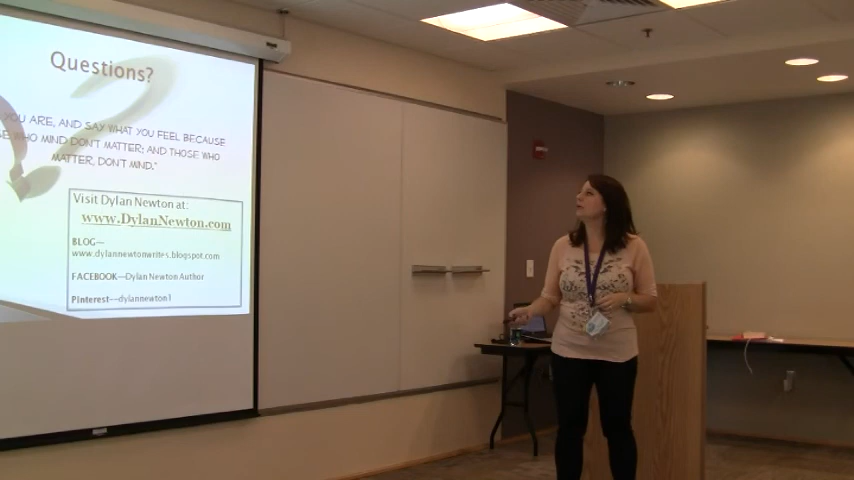 Questions?
YOU ARE, AND SAY WHAT YOU FEEL BECAUSE
WHO MIND DON'T MATTER; AND THOSE WHO
MATTER, DON'T MIND."
Visit Dylan Newton at:
www.DylanNewton.com
BLOG—
www.dylannewtonwrites.blogspot.com
FACEBOOK—Dylan Newton Author
Pinterest—dylannewton1